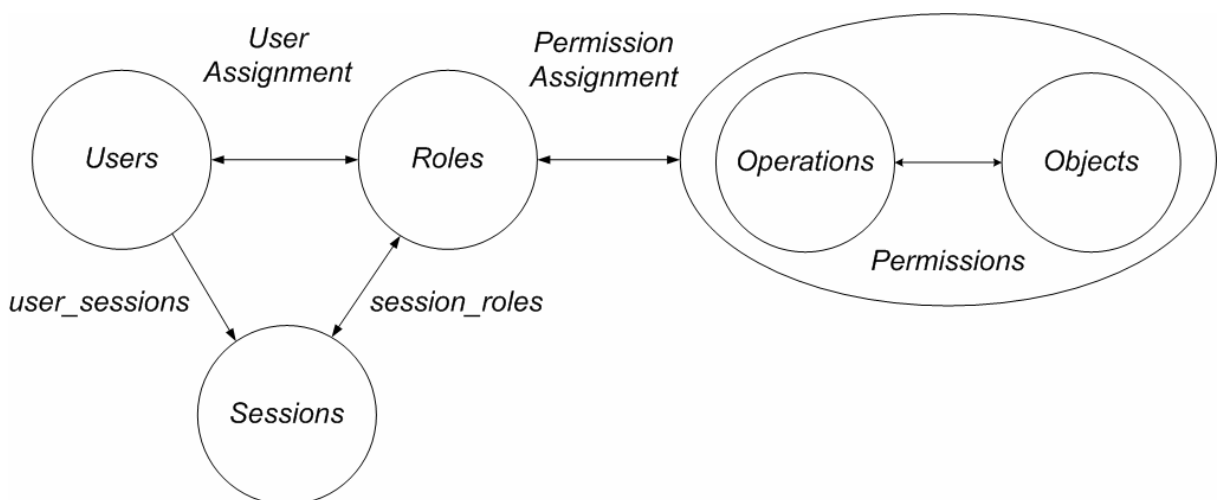 User
Assignment
Permission
Assignment
Users
Roles
Operations
Objects
Permissions
user_sessions
session_roles
Sessions